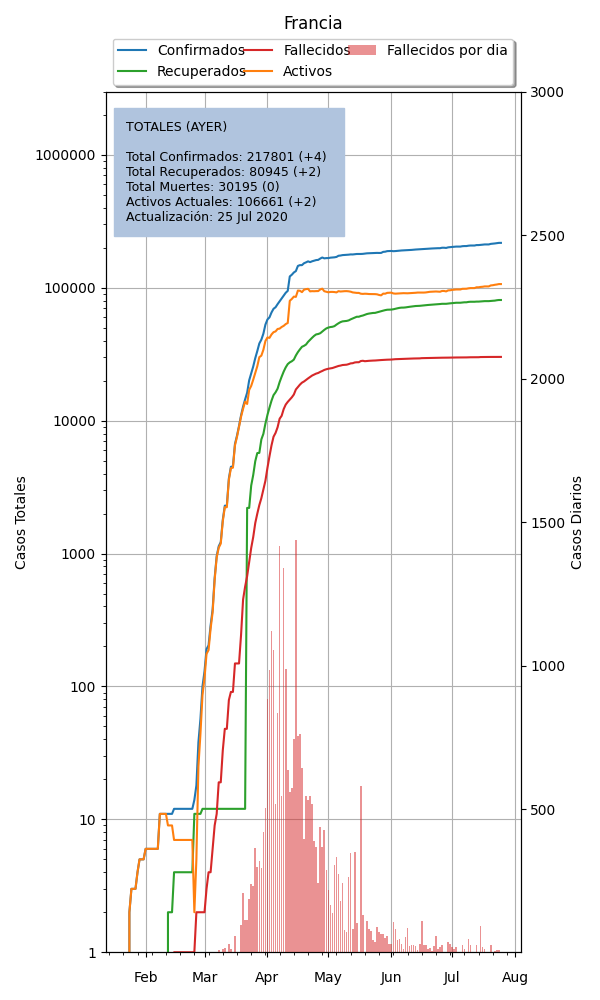 Francia
Confirmados Fallecidos Fallecidos por dia
Recuperados Activos
TOTALES (AYER)
Total Confirmados: 217801 (+4)
Total Recuperados: 80945 (+2)
Total Muertes: 30195 (0)
Activos Actuales: 106661 (+2)
Actualización: 25 Jul 2020
Casos Totales
1000000
100000
10000
1000
100
10
1
3000
2500
2000
1500
1000
500
Casos Diarios
Feb Mar Apr May Jun Jul Aug